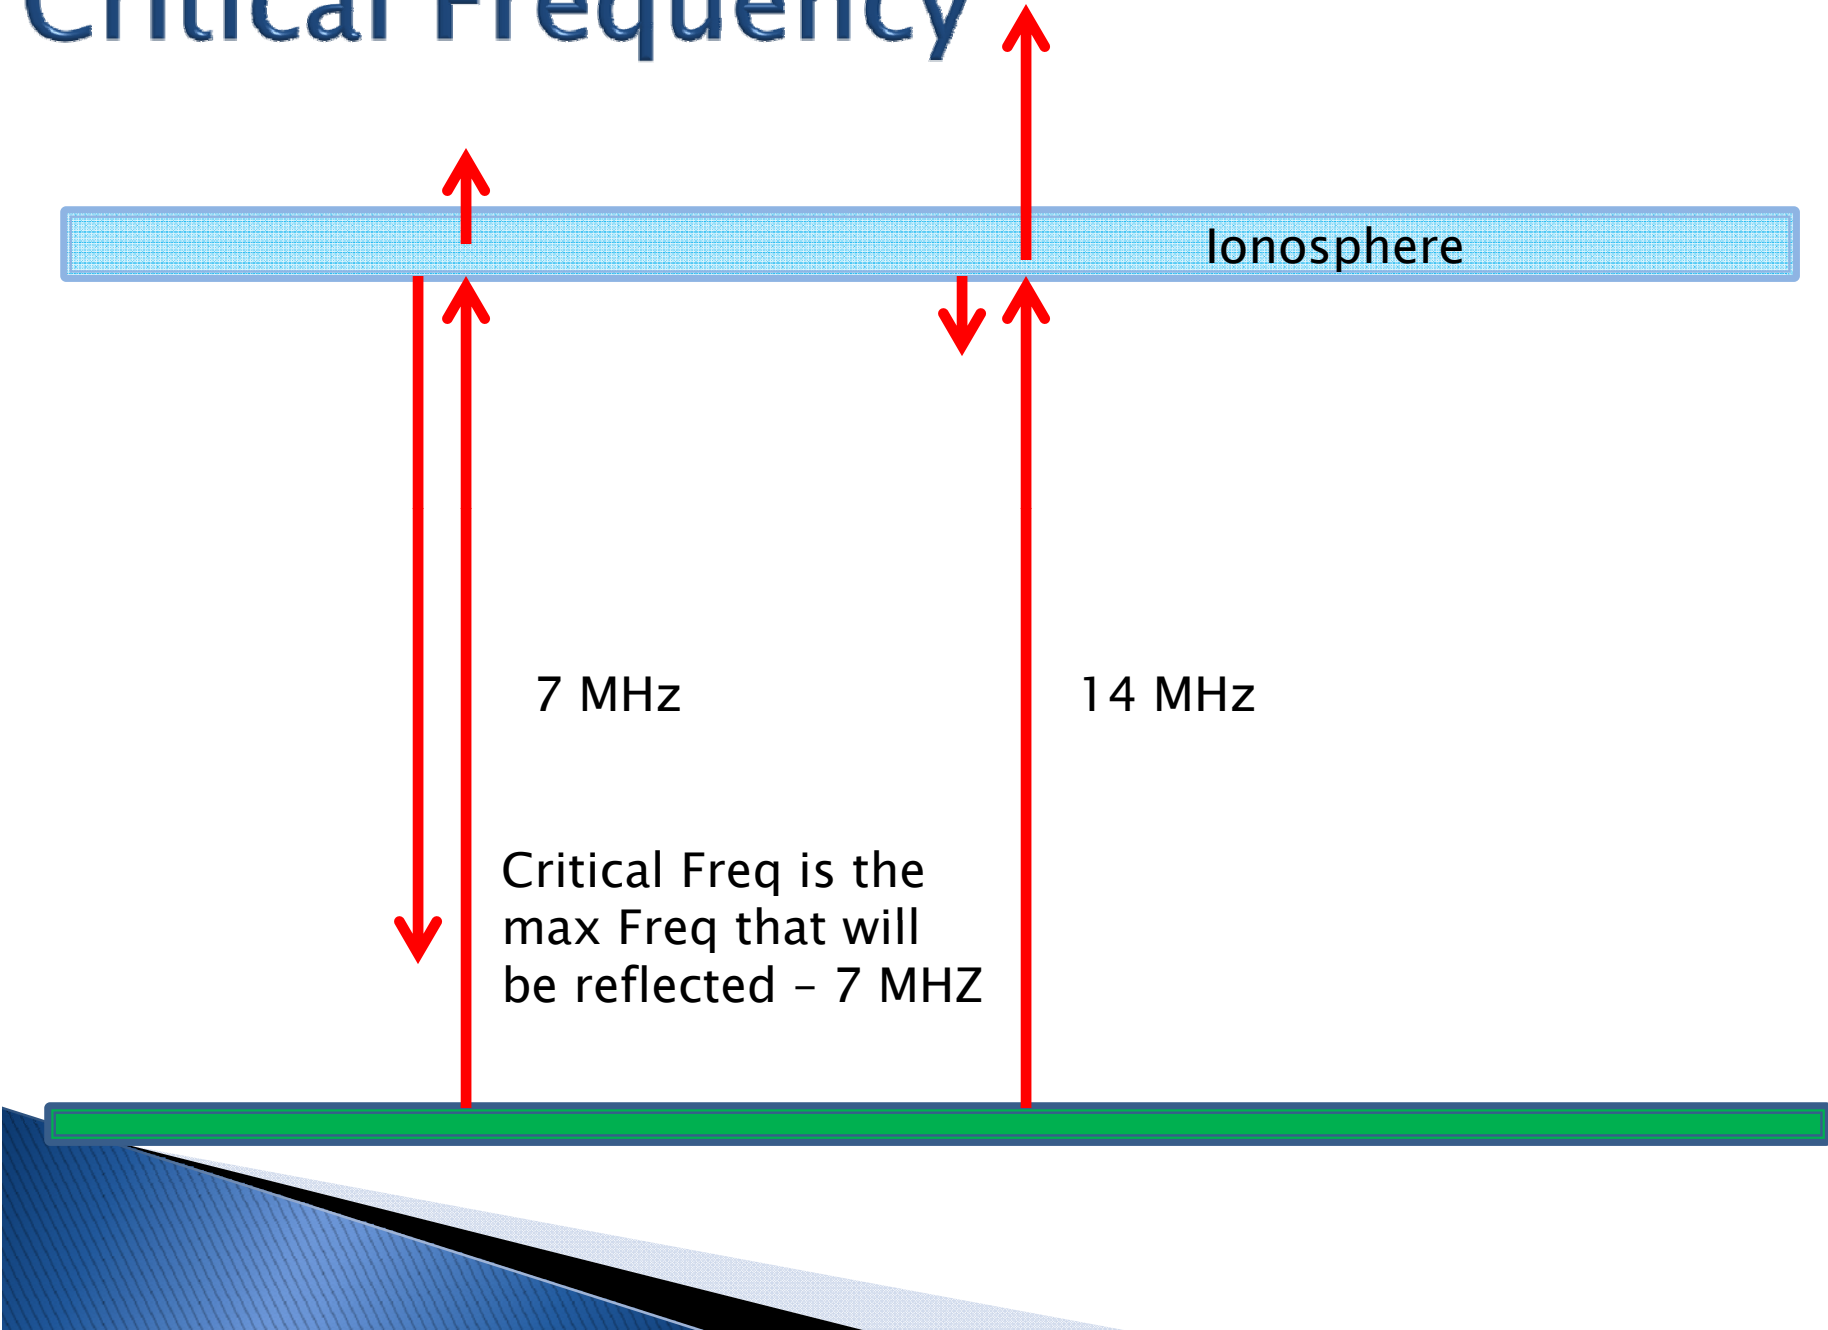 Critical Frequency
Ionosphere
7 MHz
14 MHz
Critical Freq is the
max Freq that will
be reflected – 7 MHZ